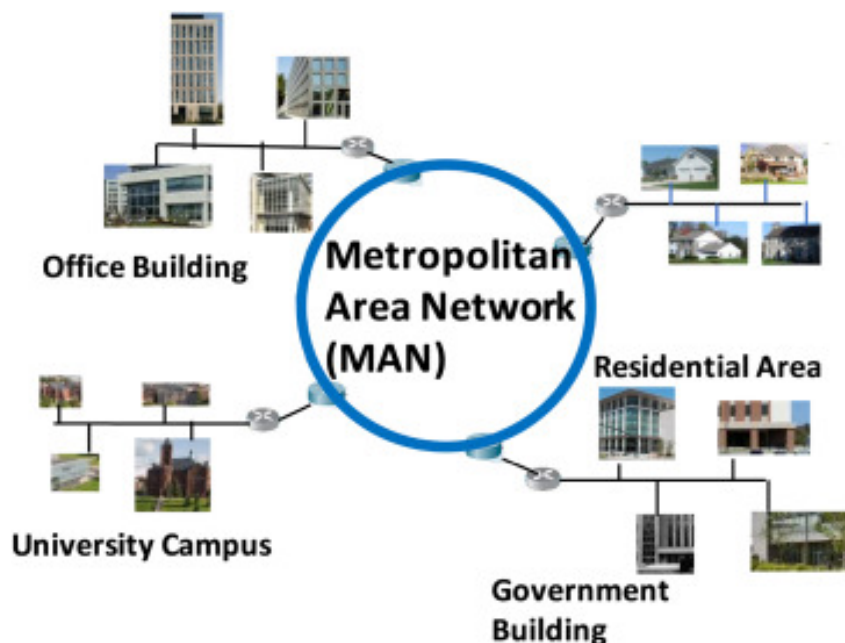 Office Building
Metropolitan
Area Network
(MAN)
Residential Area
University Campus
Government
Building